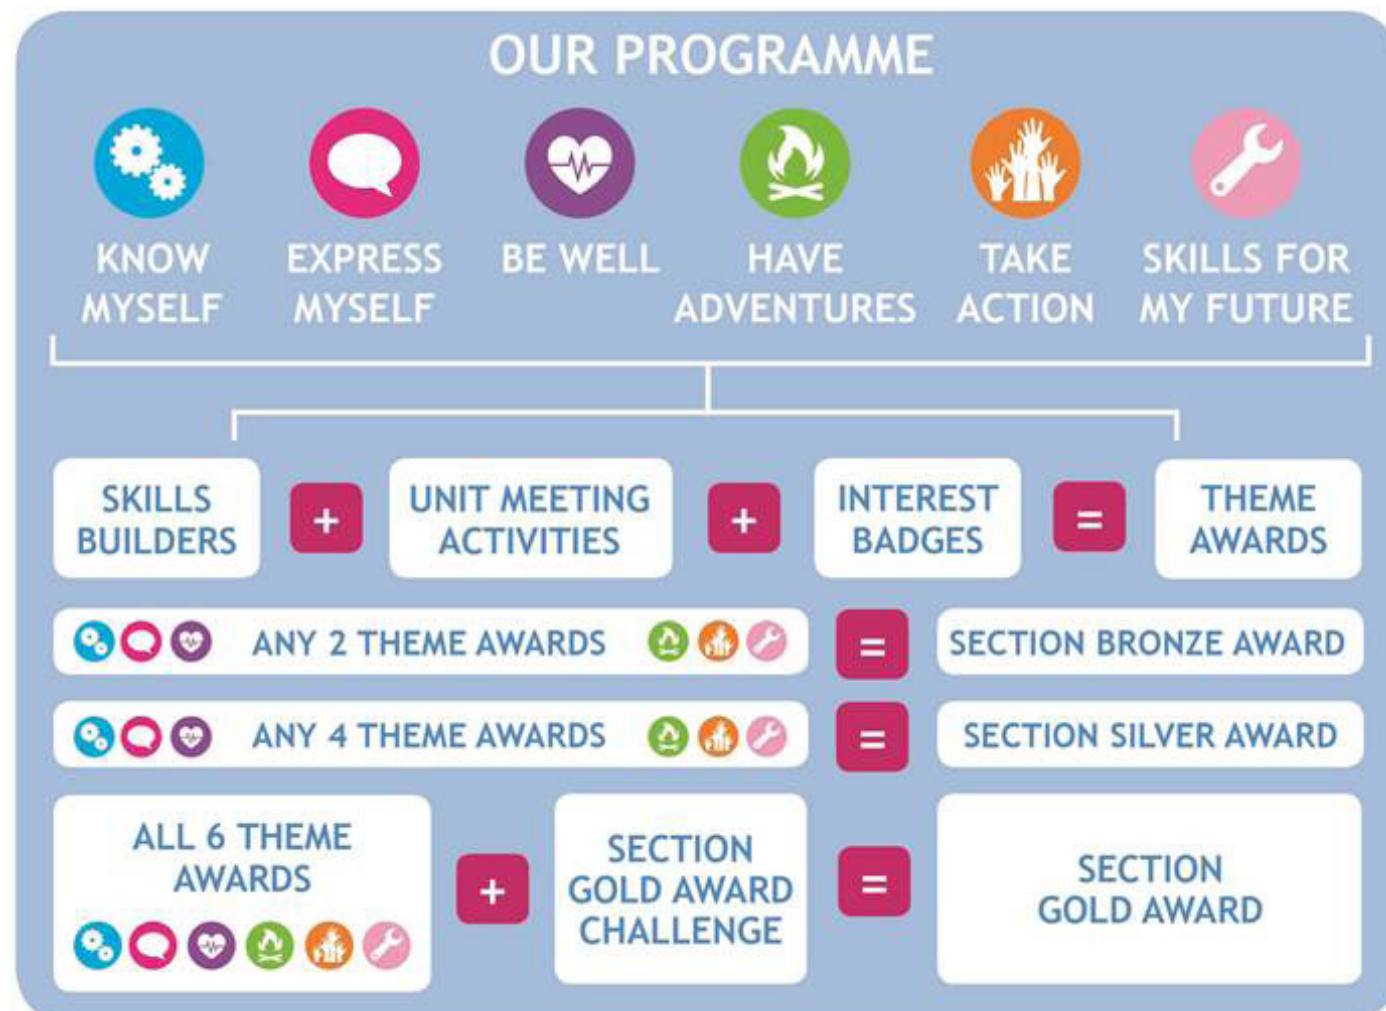 OUR PROGRAMME
KNOW
MYSELF
EXPRESS
MYSELF
BE WELL
HAVE
ADVENTURES
TAKE
ACTION
SKILLS FOR
MY FUTURE
SKILLS
BUILDERS
+
UNIT MEETING
ACTIVITIES
+
INTEREST
BADGES
=
THEME
AWARDS
ANY 2 THEME AWARDS
=
SECTION BRONZE AWARD
ANY 4 THEME AWARDS
=
SECTION SILVER AWARD
ALL 6 THEME
AWARDS
+
SECTION
GOLD AWARD
CHALLENGE
=
SECTION
GOLD AWARD